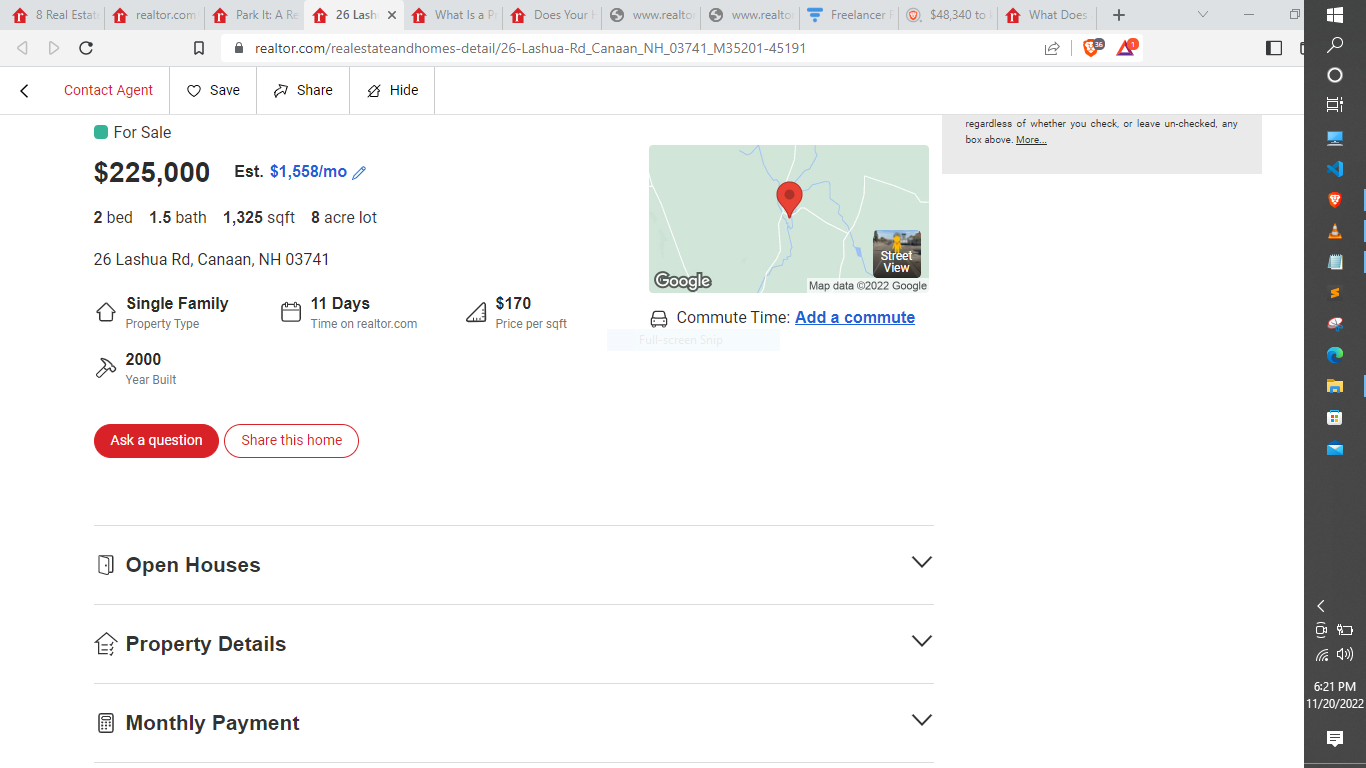 8 Real Estat
realtor.com
Park It: A Re
26 Lash
What Is a P
Does Your H
www.realto
www.realto
Freelancer
$48,340 to
What Does
realtor.com/realestateandhomes-detail/26-Lashua-Rd_Canaan_NH_03741_M35201-45191
36
1
Contact Agent
Save
Share
Hide
regardless of whether you check, or leave un-checked, any
box above. More...
For Sale
$225,000 Est. $1,558/mo
2 bed 1.5 bath 1,325 sqft 8 acre lot
26 Lashua Rd, Canaan, NH 03741
Single Family
Property Type
11 Days
Time on realtor.com
$170
Price per sqft
2000
Year Built
Street
View
Google
Map data ©2022 Google
Commute Time: Add a commute
Full-screen Snip
Ask a question
Share this home
Open Houses
Property Details
Monthly Payment
6:21 PM
11/20/2022